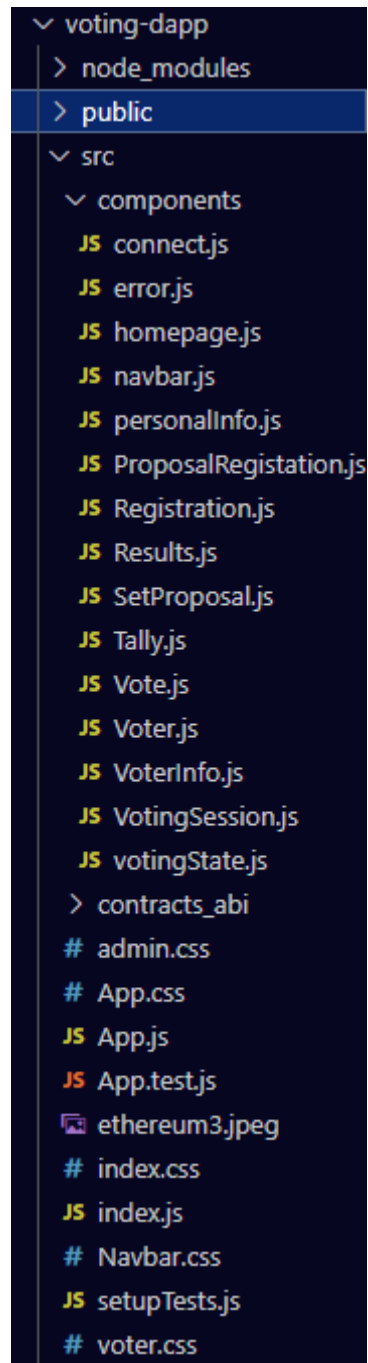 voting-dapp
node_modules
public
src
components
JS connect.js
JS error.js
JS homepage.js
JS navbar.js
JS personalInfo.js
JS ProposalRegistation.js
JS Registration.js
JS Results.js
JS SetProposal.js
JS Tally.js
JS Vote.js
JS Voter.js
JS VoterInfo.js
JS VotingSession.js
JS votingState.js
contracts_abi
# admin.css
# App.css
JS App.js
JS App.test.js
ethereum3.jpeg
# index.css
JS index.js
# Navbar.css
JS setupTests.js
# voter.css